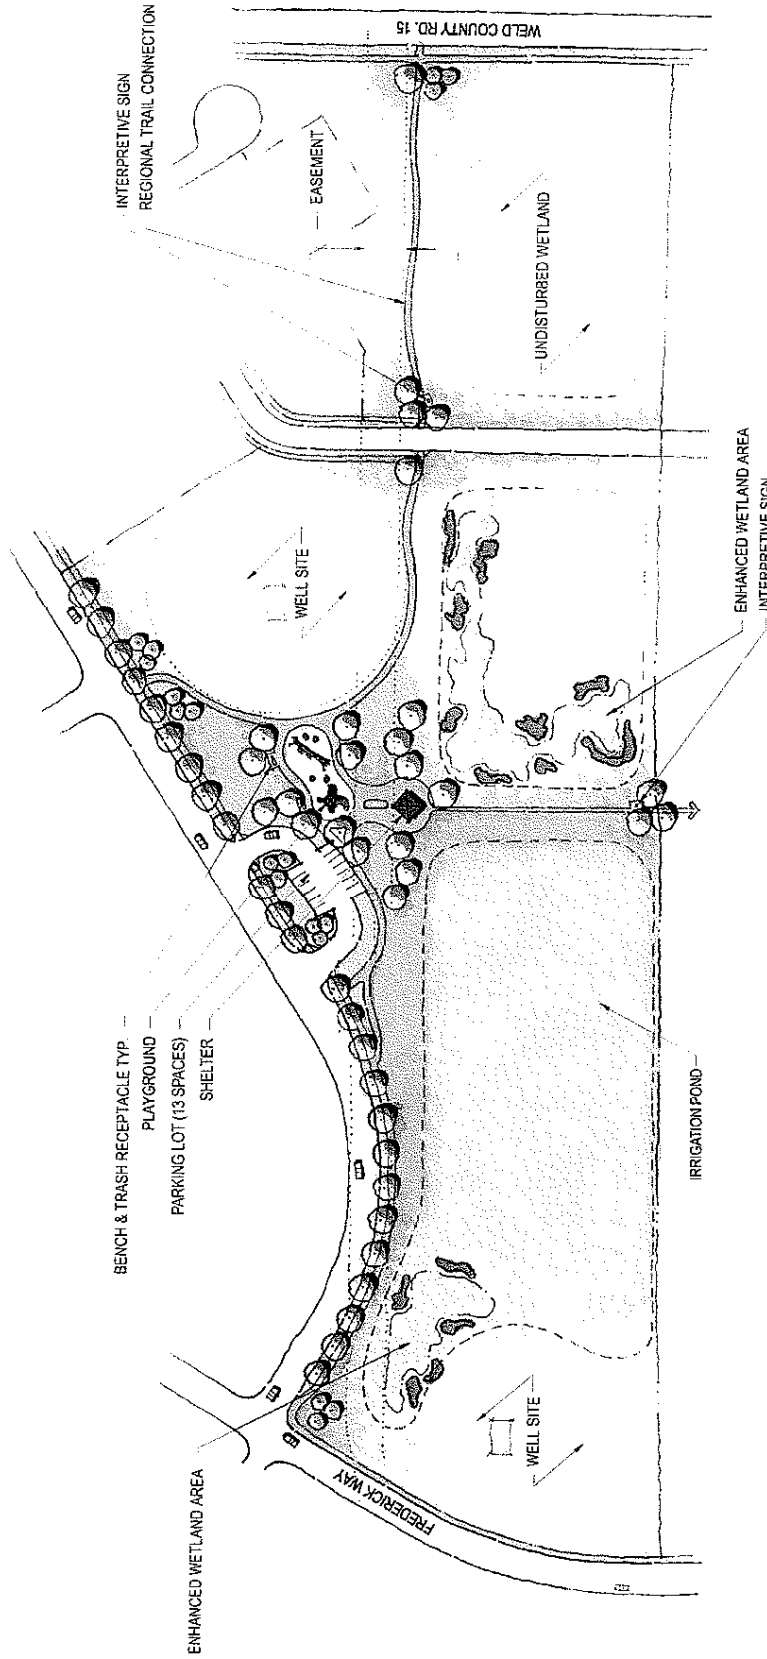 WELD COUNTY RD. 15
INTERPRETIVE SIGN
REGIONAL TRAIL CONNECTION
EASEMENT
UNDISTURBED WETLAND
WELL SITE
ENHANCED WETLAND AREA
INTERPRETIVE SIGN
BENCH & TRASH RECEPTACLE TYP.
PLAYGROUND
PARKING LOT (13 SPACES)
SHELTER
IRRIGATION POND
ENHANCED WETLAND AREA
WELL SITE
FREDERICK WAY